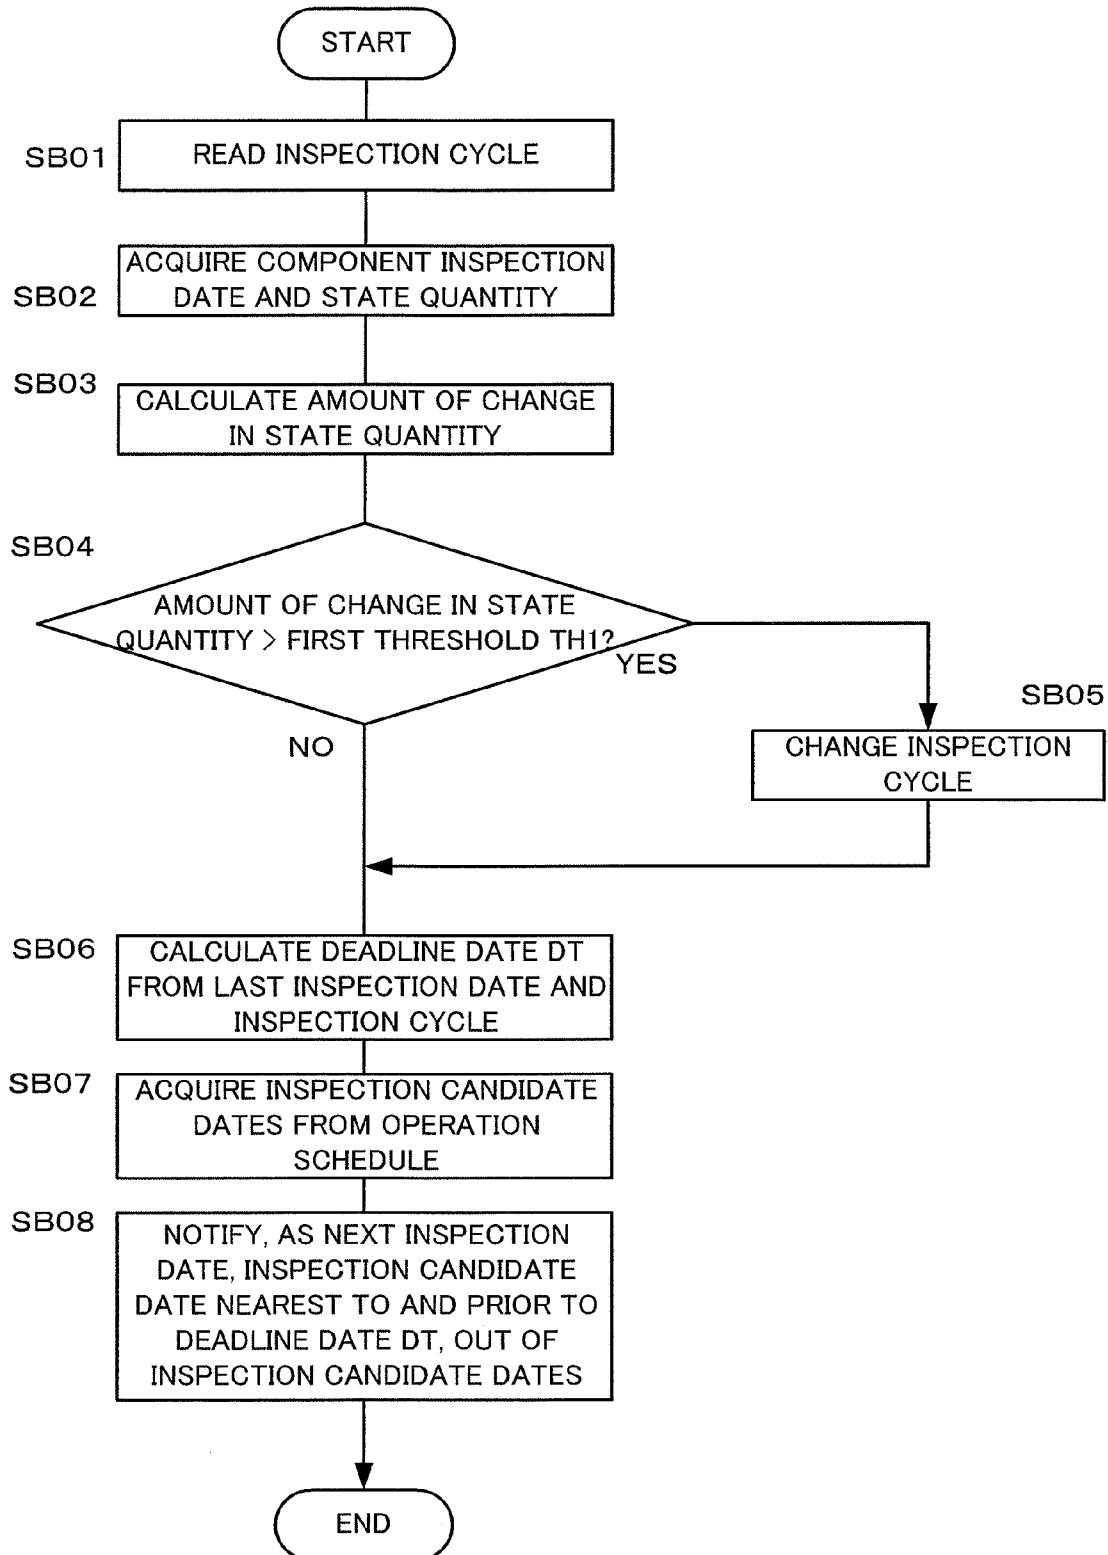 START
SB01
READ INSPECTION CYCLE
SB02
ACQUIRE COMPONENT INSPECTION
DATE AND STATE QUANTITY
SB03
CALCULATE AMOUNT OF CHANGE
IN STATE QUANTITY
SB04
AMOUNT OF CHANGE IN STATE
QUANTITY > FIRST THRESHOLD TH1?
YES
NO
SB05
CHANGE INSPECTION
CYCLE
SB06
CALCULATE DEADLINE DATE DT
FROM LAST INSPECTION DATE AND
INSPECTION CYCLE
SB07
ACQUIRE INSPECTION CANDIDATE
DATES FROM OPERATION
SCHEDULE
SB08
NOTIFY, AS NEXT INSPECTION
DATE, INSPECTION CANDIDATE
DATE NEAREST TO AND PRIOR TO
DEADLINE DATE DT, OUT OF
INSPECTION CANDIDATE DATES
END